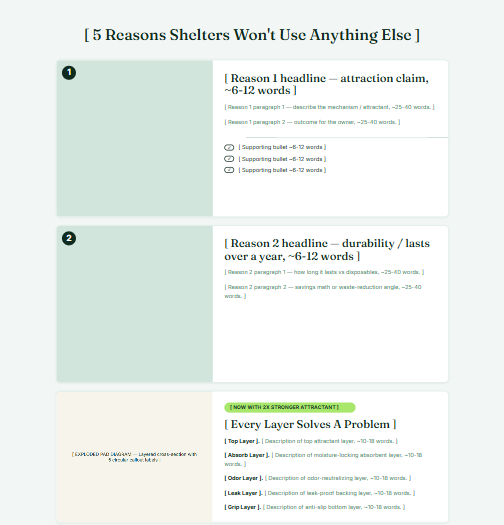 [ 5 Reasons Shelters Won't Use Anything Else ]
1
[ Reason 1 headline — attraction claim,
~6-12 words ]
[ Reason 1 paragraph 1 — describe the mechanism / attractant, ~25-40 words. ]
[ Reason 1 paragraph 2 — outcome for the owner, ~25-40 words. ]
[ Supporting bullet ~6-12 words ]
[ Supporting bullet ~6-12 words ]
[ Supporting bullet ~6-12 words ]
2
[ Reason 2 headline — durability / lasts
over a year, ~6-12 words ]
[ Reason 2 paragraph 1 — how long it lasts vs disposables, ~25-40 words. ]
[ Reason 2 paragraph 2 — savings math or waste-reduction angle, ~25-40
words. ]
[ EXPLODED PAD DIAGRAM — Layered cross-section with
5 circular callout labels ]
[ NOW WITH 2X STRONGER ATTRACTANT ]
[ Every Layer Solves A Problem ]
[ Top Layer ]. [ Description of top attractant layer, ~10-18 words. ]
[ Absorb Layer ]. [ Description of moisture-locking absorbent layer, ~10-18
words. ]
[ Odor Layer ]. [ Description of odor-neutralizing layer, ~10-18 words. ]
[ Leak Layer ]. [ Description of leak-proof backing layer, ~10-18 words. ]
[ Grip Layer ]. [ Description of anti-slip bottom layer, ~10-18 words. ]